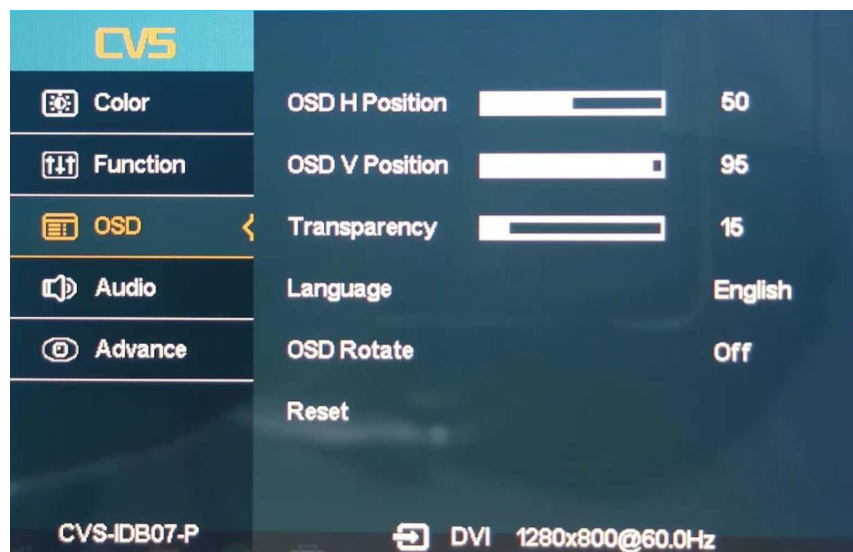 CVS
Color
Function
OSD
Audio
Advance
OSD H Position 50
OSD V Position 95
Transparency 15
Language English
OSD Rotate Off
Reset
CVS-IDB07-P
DVI 1280x800@60.0Hz